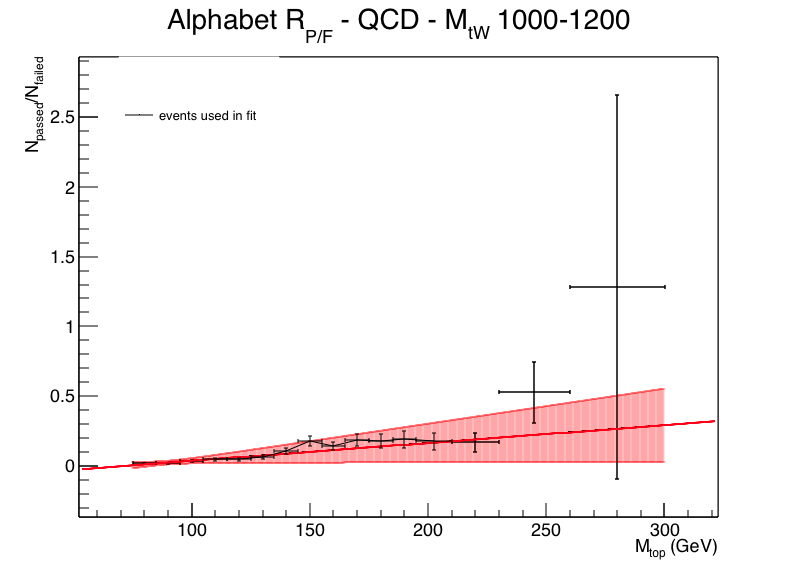 Alphabet R_P/F - QCD - M_tW 1000-1200
N_passed/N_failed
events used in fit
2.5
2
1.5
1
0.5
0
100 150 200 250 300
M_top (GeV)